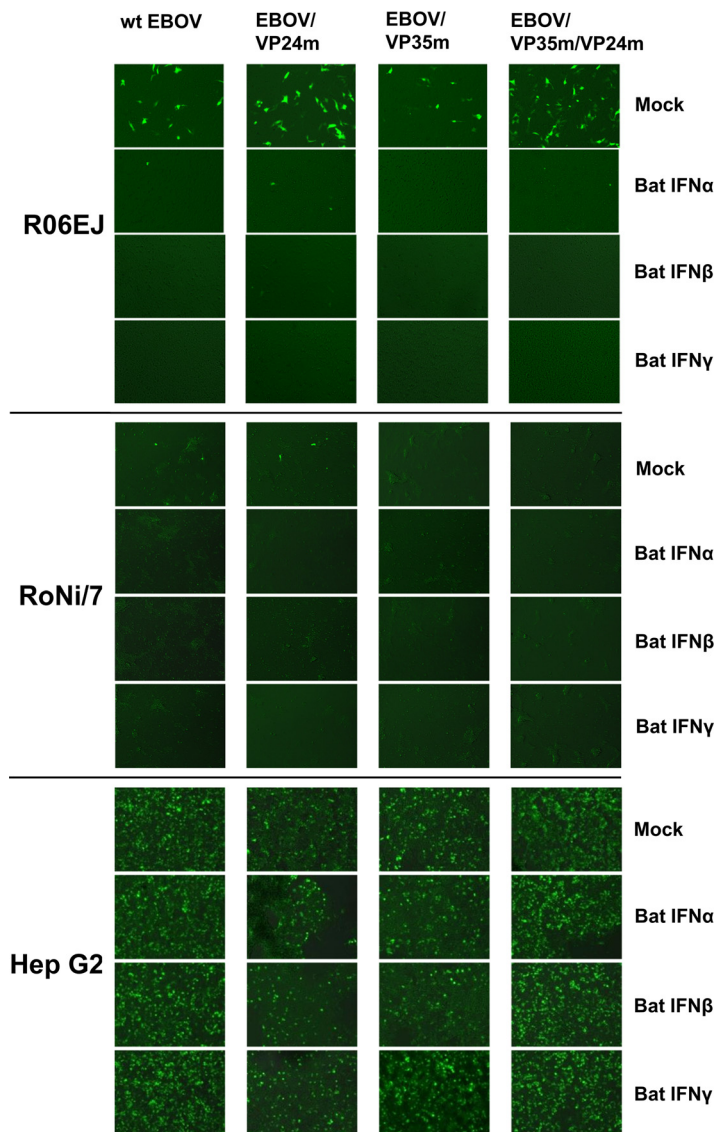 wt EBOV
EBOV/
VP24m
EBOV/
VP35m
EBOV/
VP35m/VP24m
R06EJ
Mock
Bat IFNα
Bat IFNβ
Bat IFNγ
RoNi/7
Mock
Bat IFNα
Bat IFNβ
Bat IFNγ
Hep G2
Mock
Bat IFNα
Bat IFNβ
Bat IFNγ